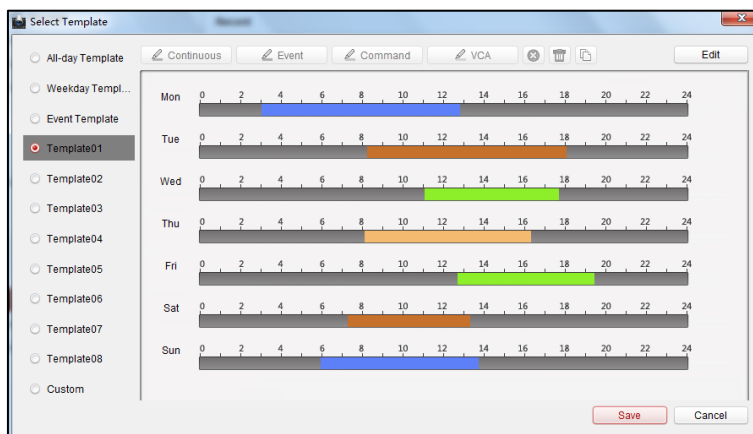 Select Template
All-day Template
Continuous Event Command VCA Edit
Weekday Templ...
Event Template
Template01
Template02
Template03
Template04
Template05
Template06
Template07
Template08
Custom
Mon 0 2 4 6 8 10 12 14 16 18 20 22 24
Tue 0 2 4 6 8 10 12 14 16 18 20 22 24
Wed 0 2 4 6 8 10 12 14 16 18 20 22 24
Thu 0 2 4 6 8 10 12 14 16 18 20 22 24
Fri 0 2 4 6 8 10 12 14 16 18 20 22 24
Sat 0 2 4 6 8 10 12 14 16 18 20 22 24
Sun 0 2 4 6 8 10 12 14 16 18 20 22 24
Save Cancel